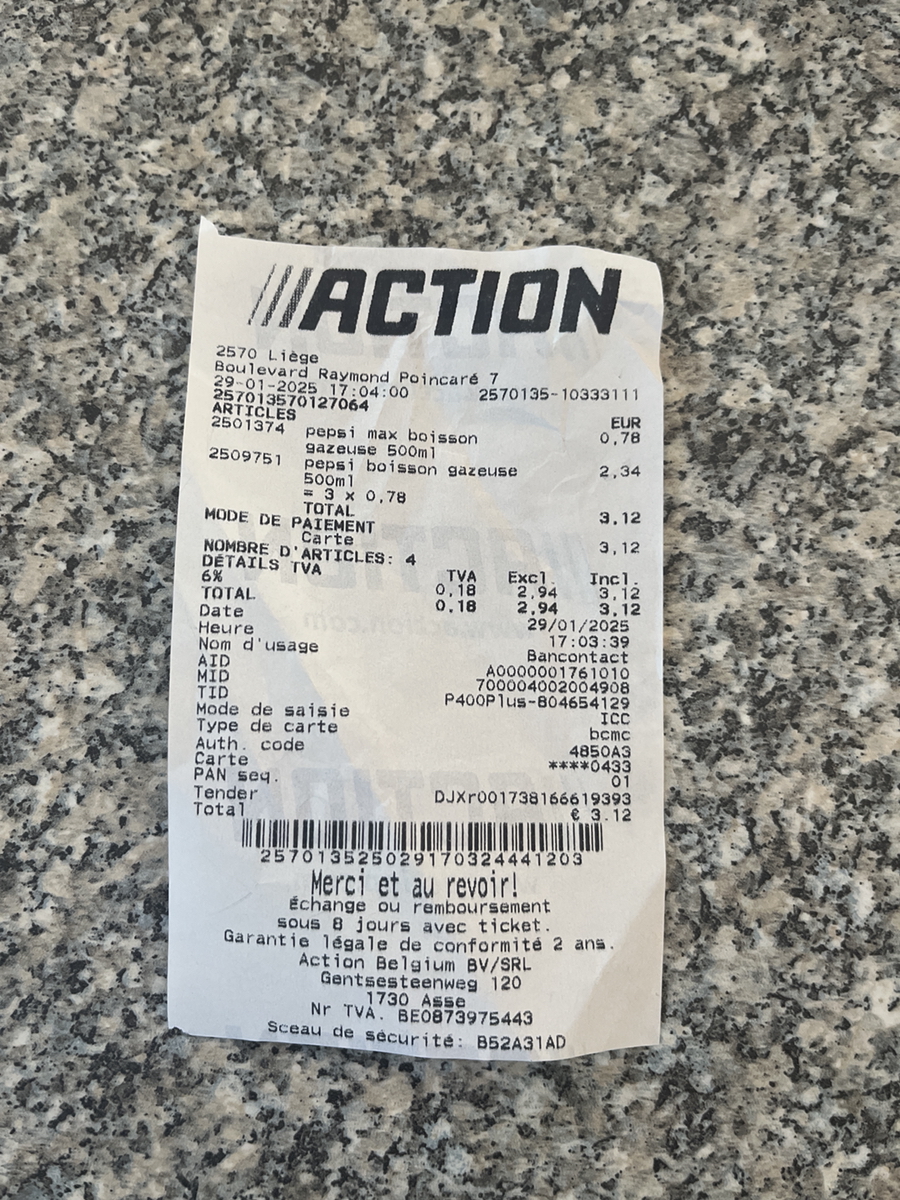 ///ACTION
2570 Liège
Boulevard Raymond Poincaré 7
29-01-2025 17:04:00 2570135-10333111
257013570127064
ARTICLES EUR
2501374 pepsi max boisson 0,78
gazeuse 500ml
2509751 pepsi boisson gazeuse 2,34
500ml
= 3 x 0,78
TOTAL 3,12
MODE DE PAIEMENT
Carte 3,12
NOMBRE D'ARTICLES: 4
DÉTAILS TVA TVA Excl. Incl.
6% 0,18 2,94 3,12
TOTAL 0,18 2,94 3,12
Date 29/01/2025
Heure 17:03:39
Nom d'usage Bancontact
AID A0000001761010
MID 700004002004908
TID P400Plus-804654129
Mode de saisie ICC
Type de carte bcmc
Auth. code 4850A3
Carte ****0433
PAN seq. 01
Tender DJXr001738166619393
Total € 3.12
257013525029170324441203
Merci et au revoir!
Échange ou remboursement
sous 8 jours avec ticket.
Garantie légale de conformité 2 ans.
Action Belgium BV/SRL
Gentsesteenweg 120
1730 Asse
Nr TVA. BE0873975443
Sceau de sécurité: B52A31AD